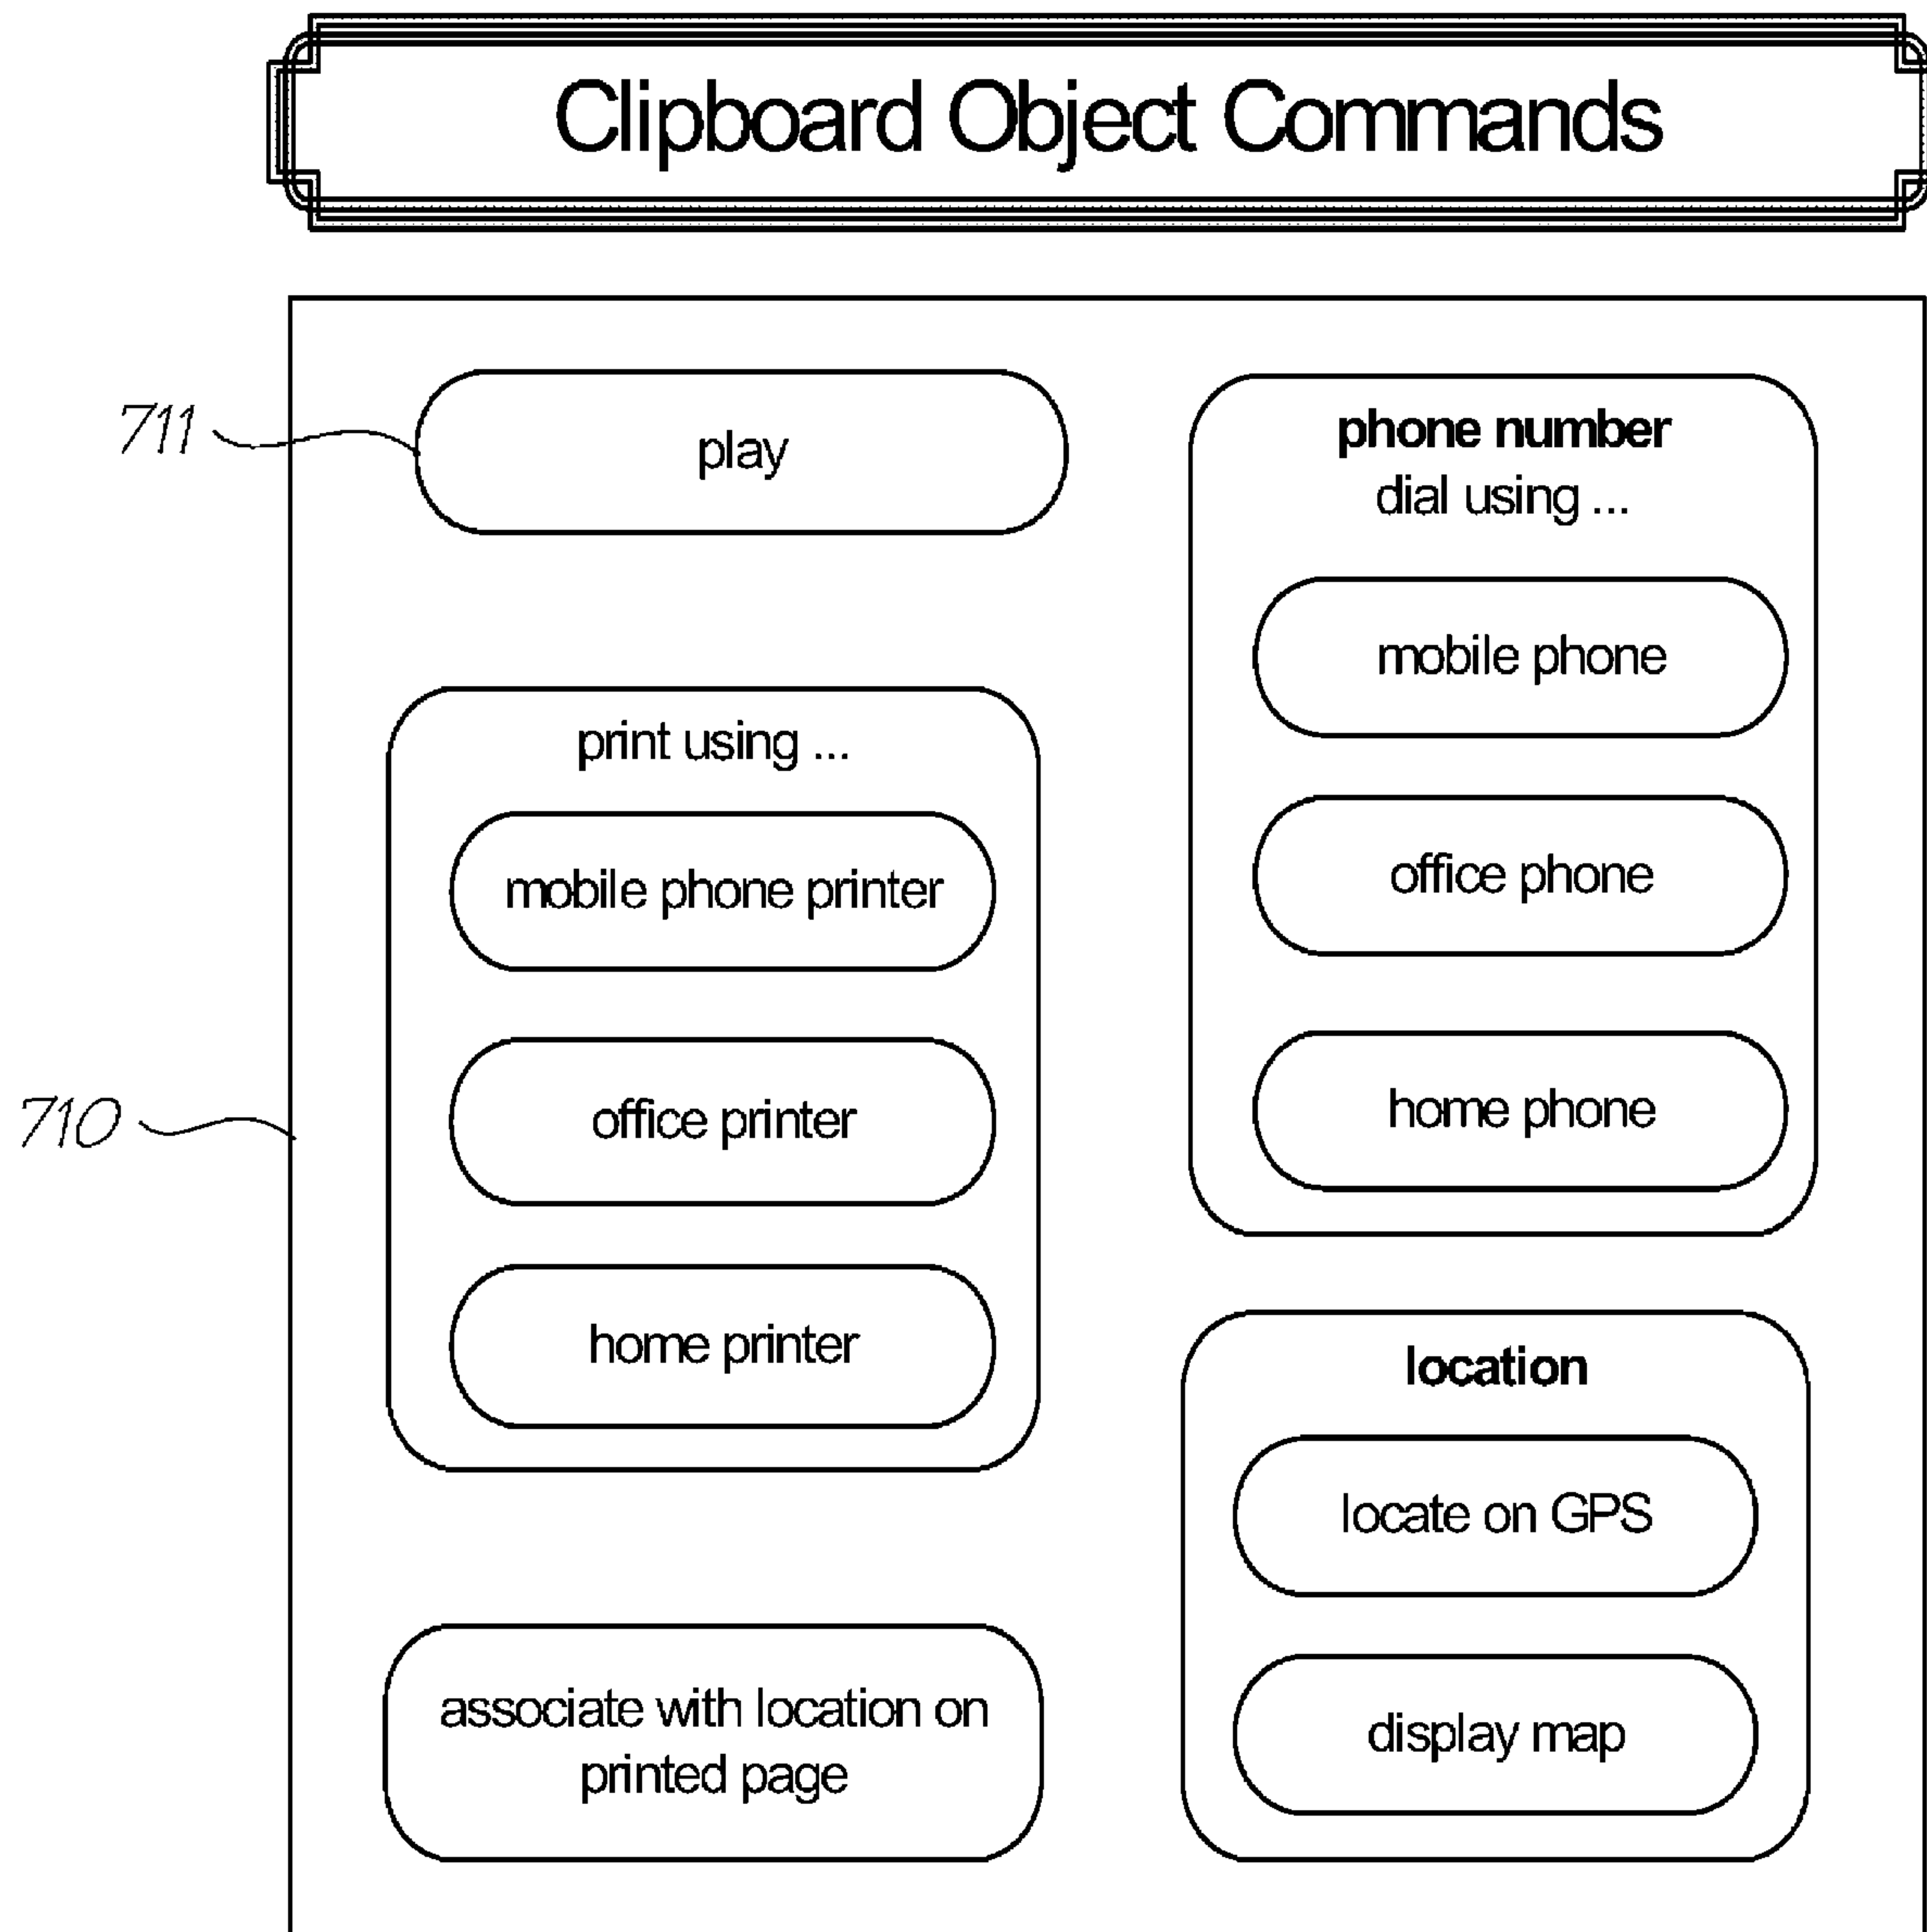 Clipboard Object Commands
711
play
print using ...
mobile phone printer
office printer
home printer
710
associate with location on
printed page
phone number
dial using ...
mobile phone
office phone
home phone
location
locate on GPS
display map